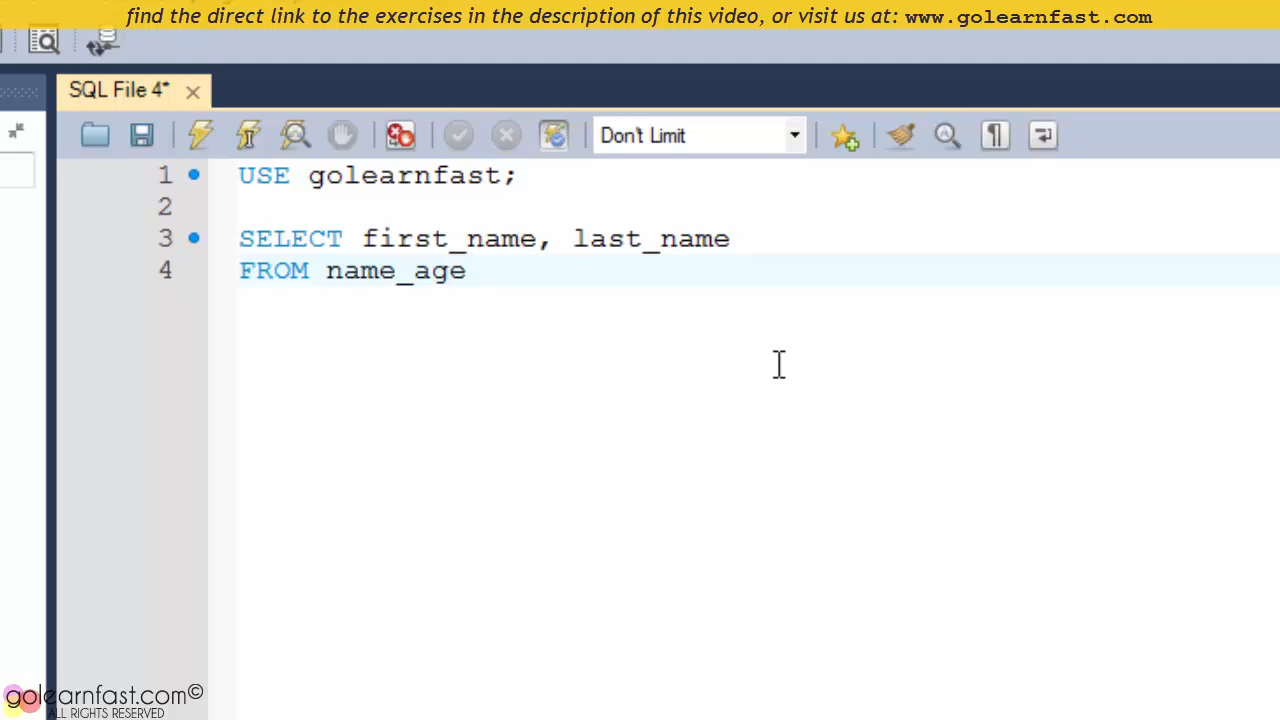 find the direct link to the exercises in the description of this video, or visit us at: www.golearnfast.com
SQL File 4*
Don't Limit
1 USE golearnfast;
2
3 SELECT first_name, last_name
4 FROM name_age
golearnfast.com©
ALL RIGHTS RESERVED